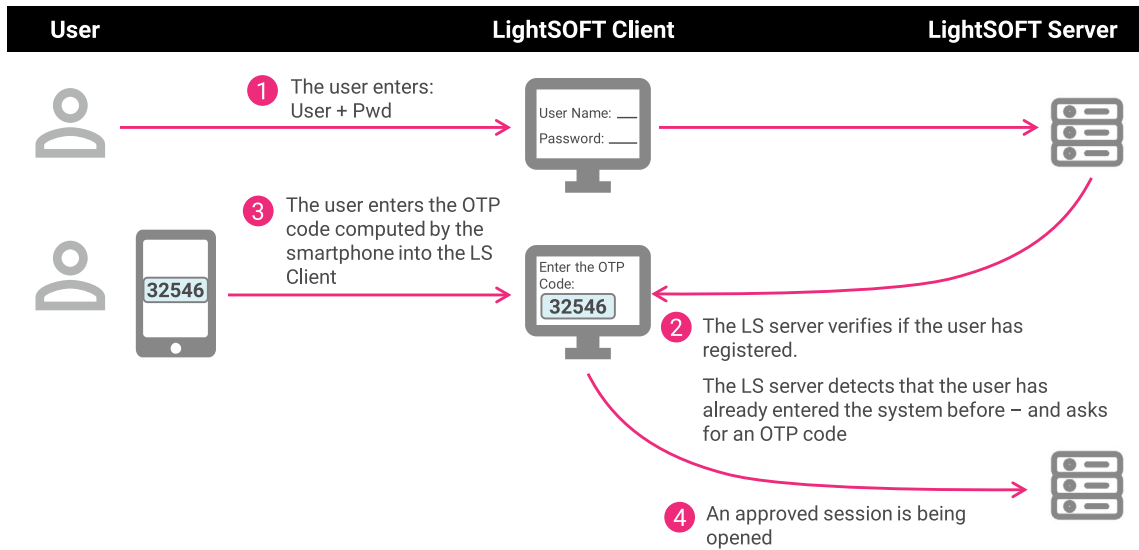 User
LightSOFT Client
LightSOFT Server
1
The user enters:
User + Pwd
User Name: __
Password: ___
3
The user enters the OTP
code computed by the
smartphone into the LS
Client
32546
Enter the OTP
Code:
32546
2
The LS server verifies if the user has
registered.
The LS server detects that the user has
already entered the system before – and asks
for an OTP code
4
An approved session is being
opened